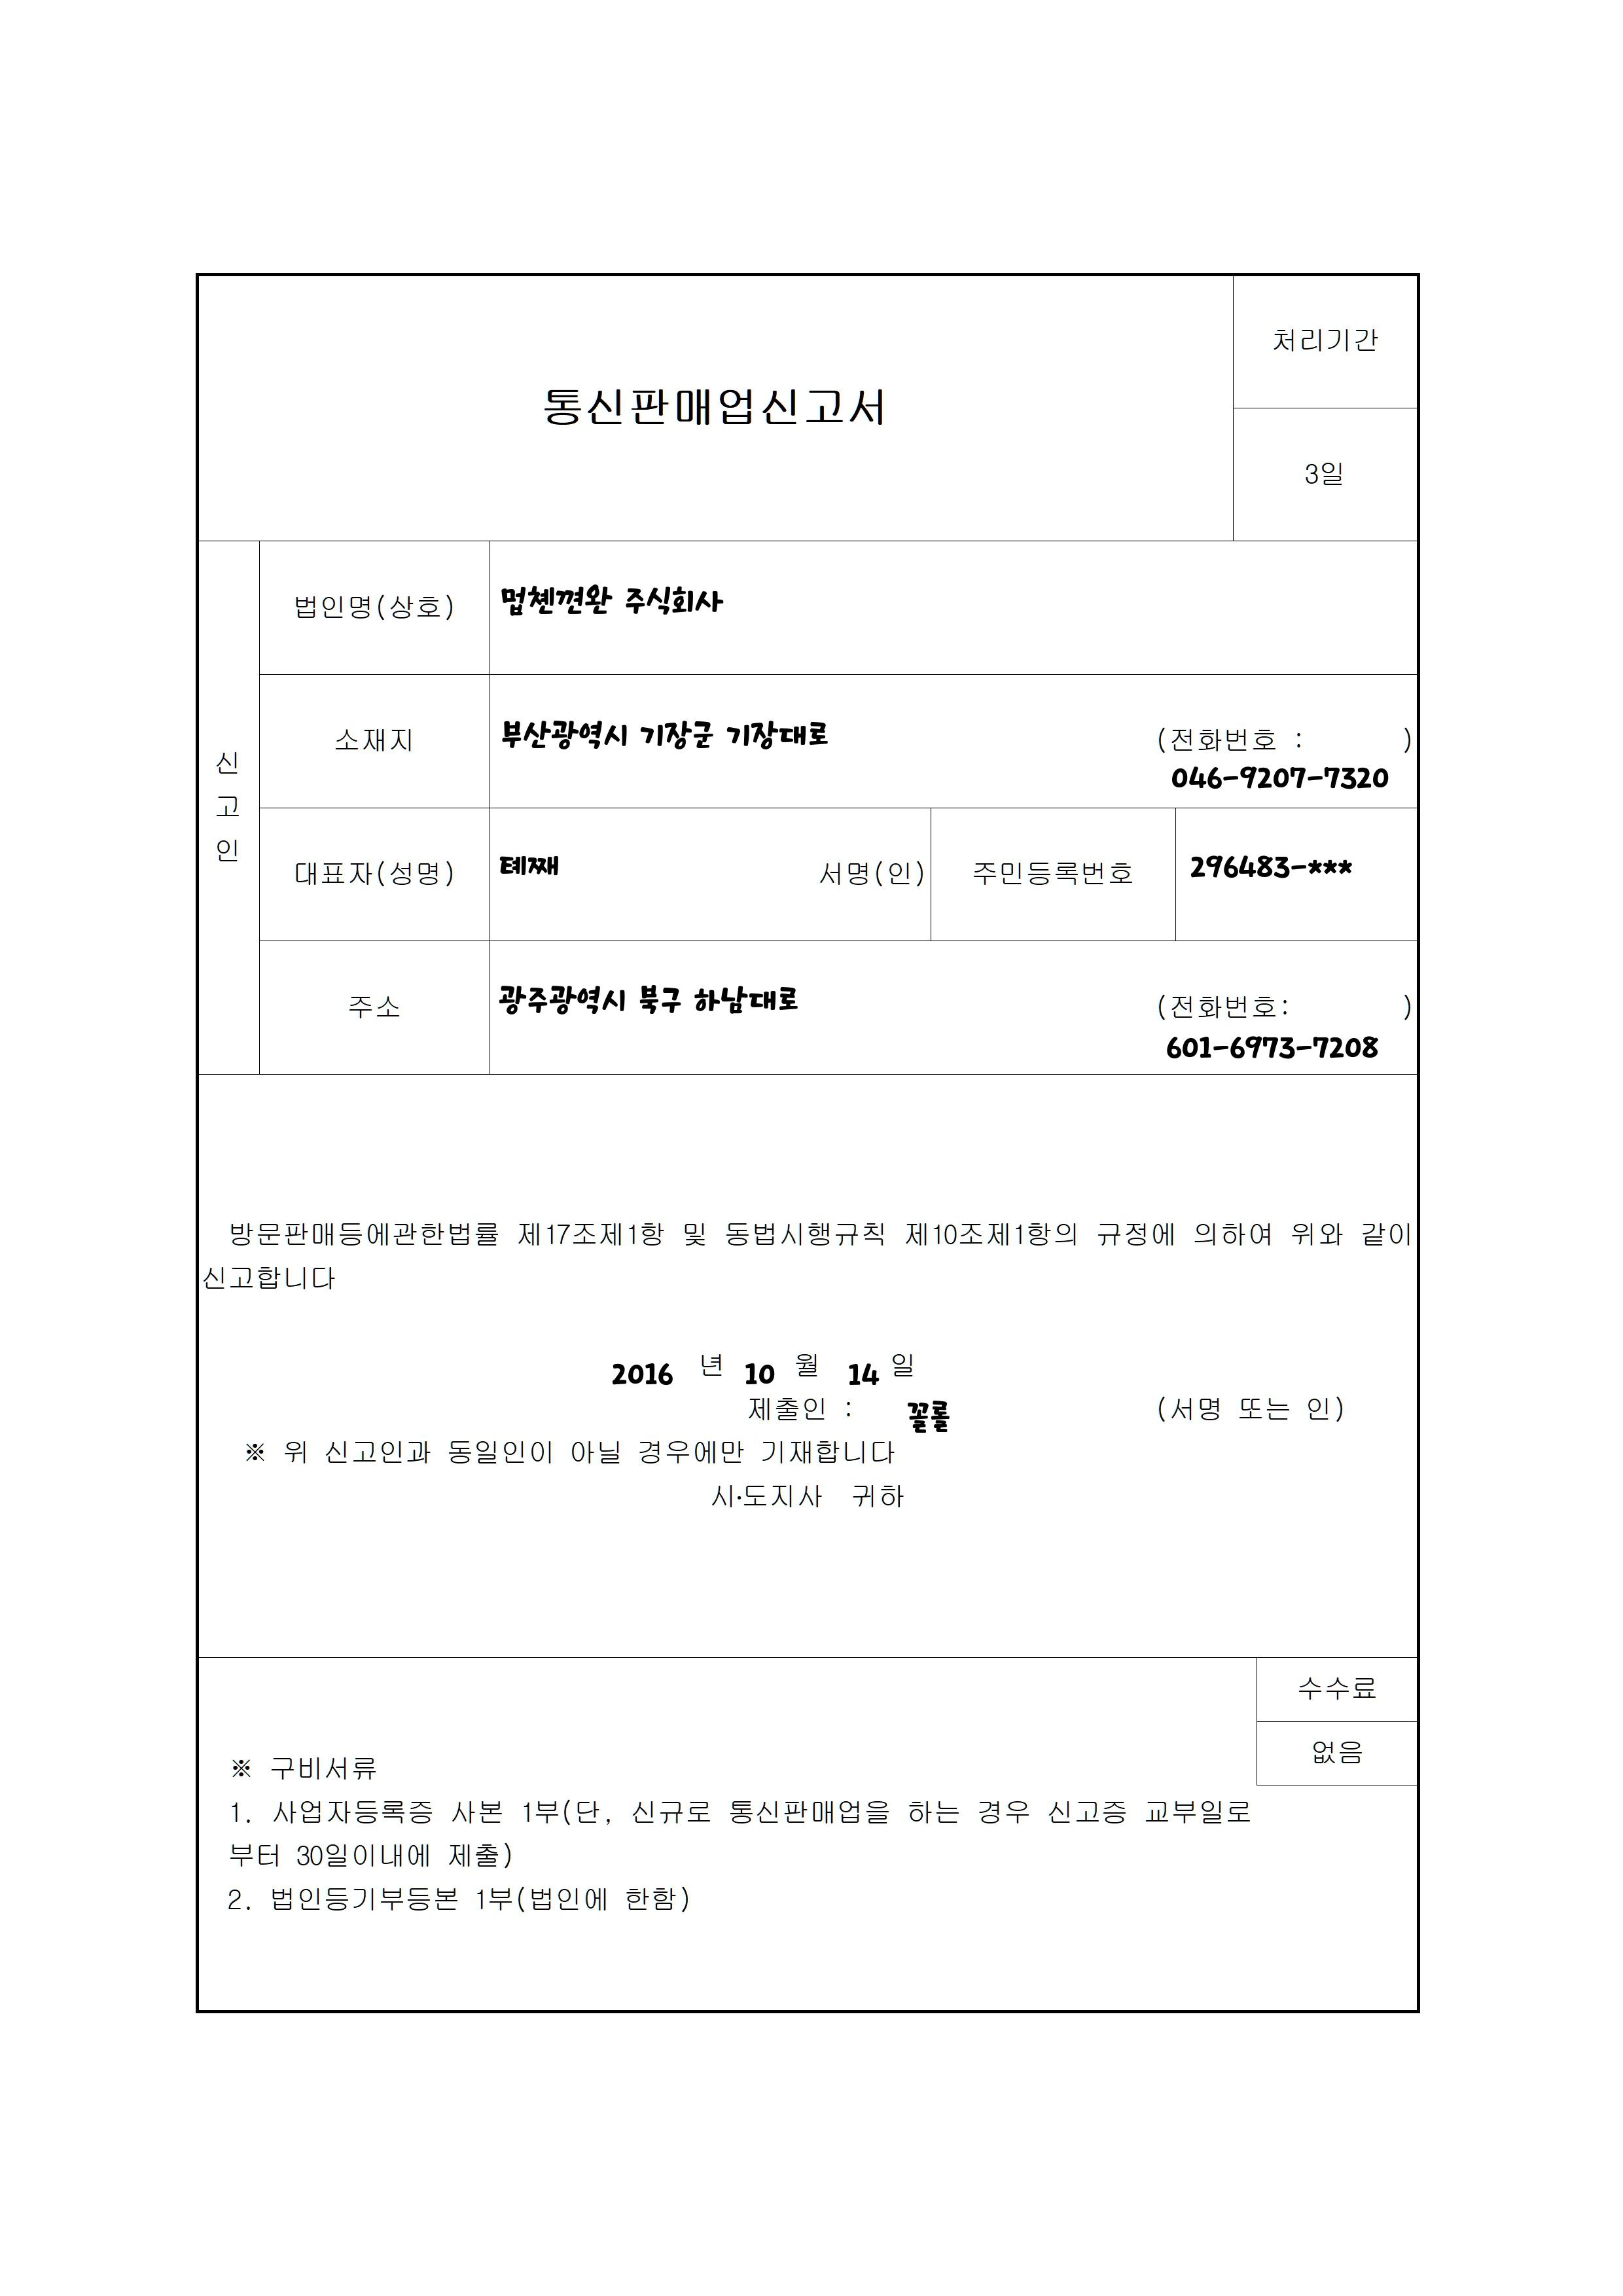 처리기간
통신판매업신고서
3일
신고인
법인명(상호) 멉첸껸완 주식회사
소재지 부산광역시 기장군 기장대로 (전화번호 : )
046-9207-7320
대표자(성명) 톄째 서명(인) 주민등록번호 296483-***
주소 광주광역시 북구 하남대로 (전화번호: )
601-6973-7208
방문판매등에관한법률 제17조제1항 및 동법시행규칙 제10조제1항의 규정에 의하여 위와 같이
신고합니다
2016 년 10 월 14 일
제출인 : 꼴롤 (서명 또는 인)
※ 위 신고인과 동일인이 아닐 경우에만 기재합니다
시·도지사 귀하
수수료
없음
※ 구비서류
1. 사업자등록증 사본 1부(단, 신규로 통신판매업을 하는 경우 신고증 교부일로
부터 30일이내에 제출)
2. 법인등기부등본 1부(법인에 한함)